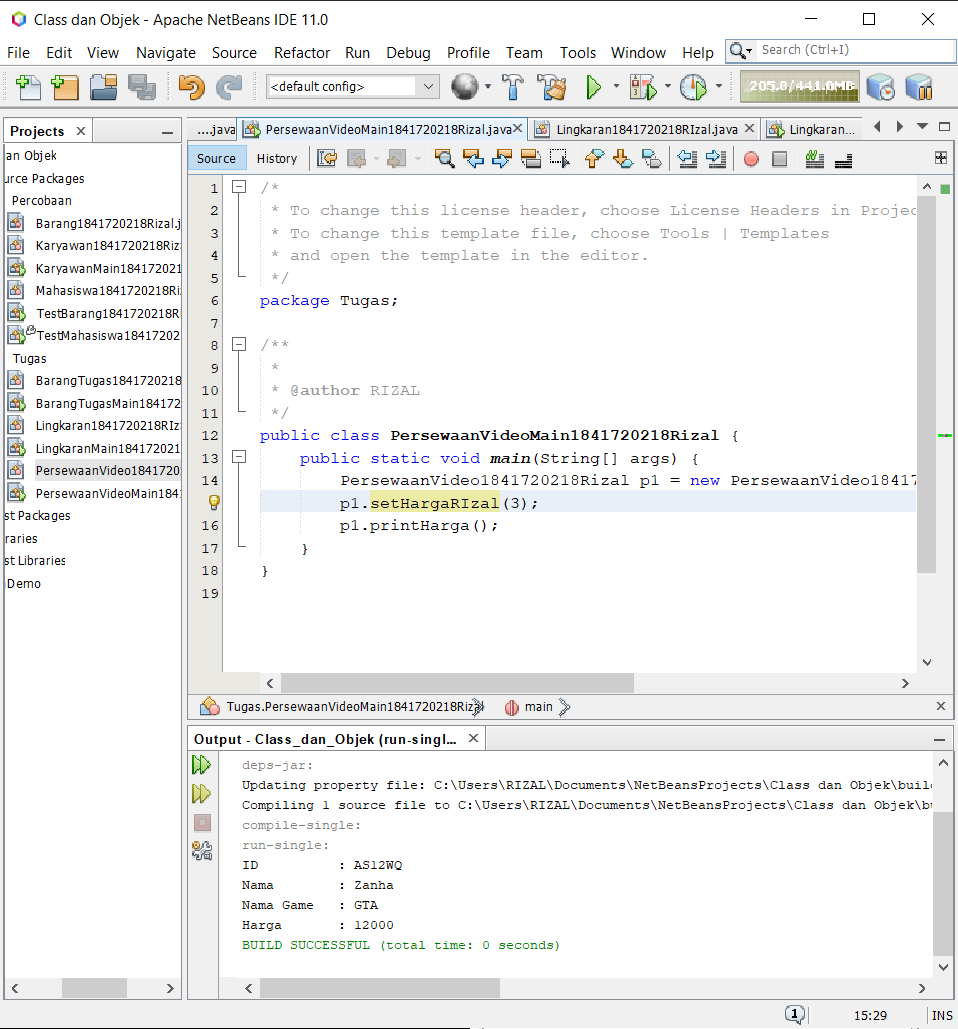 Class dan Objek - Apache NetBeans IDE 11.0
File Edit View Navigate Source Refactor Run Debug Profile Team Tools Window Help Search (Ctrl+I)
<default config> 205.0/441.0MB
Projects
....java PersewaanVideoMain1841720218Rizal.java Lingkaran1841720218RIzal.java Lingkaran...
Source History
an Objek
urce Packages
Percobaan
Barang1841720218Rizal.j
Karyawan1841720218Riz
KaryawanMain184172021
Mahasiswa1841720218Ri
TestBarang1841720218R
TestMahasiswa18417202
Tugas
BarangTugas1841720218
BarangTugasMain184172
Lingkaran1841720218RIz
LingkaranMain184172021
PersewaanVideo1841720
PersewaanVideoMain184
st Packages
raries
st Libraries
Demo
1 /*
2 * To change this license header, choose License Headers in Projec
3 * To change this template file, choose Tools | Templates
4 * and open the template in the editor.
5 */
6 package Tugas;
7
8 /**
9 *
10 * @author RIZAL
11 */
12 public class PersewaanVideoMain1841720218Rizal {
13 public static void main(String[] args) {
14 PersewaanVideo1841720218Rizal p1 = new PersewaanVideo18417
p1.setHargaRIzal(3);
16 p1.printHarga();
17 }
18 }
19
Tugas.PersewaanVideoMain1841720218Rizal main
Output - Class_dan_Objek (run-singl...
deps-jar:
Updating property file: C:\Users\RIZAL\Documents\NetBeansProjects\Class dan Objek\buil
Compiling 1 source file to C:\Users\RIZAL\Documents\NetBeansProjects\Class dan Objek\bu
compile-single:
run-single:
ID : AS12WQ
Nama : Zanha
Nama Game : GTA
Harga : 12000
BUILD SUCCESSFUL (total time: 0 seconds)
1 15:29 INS